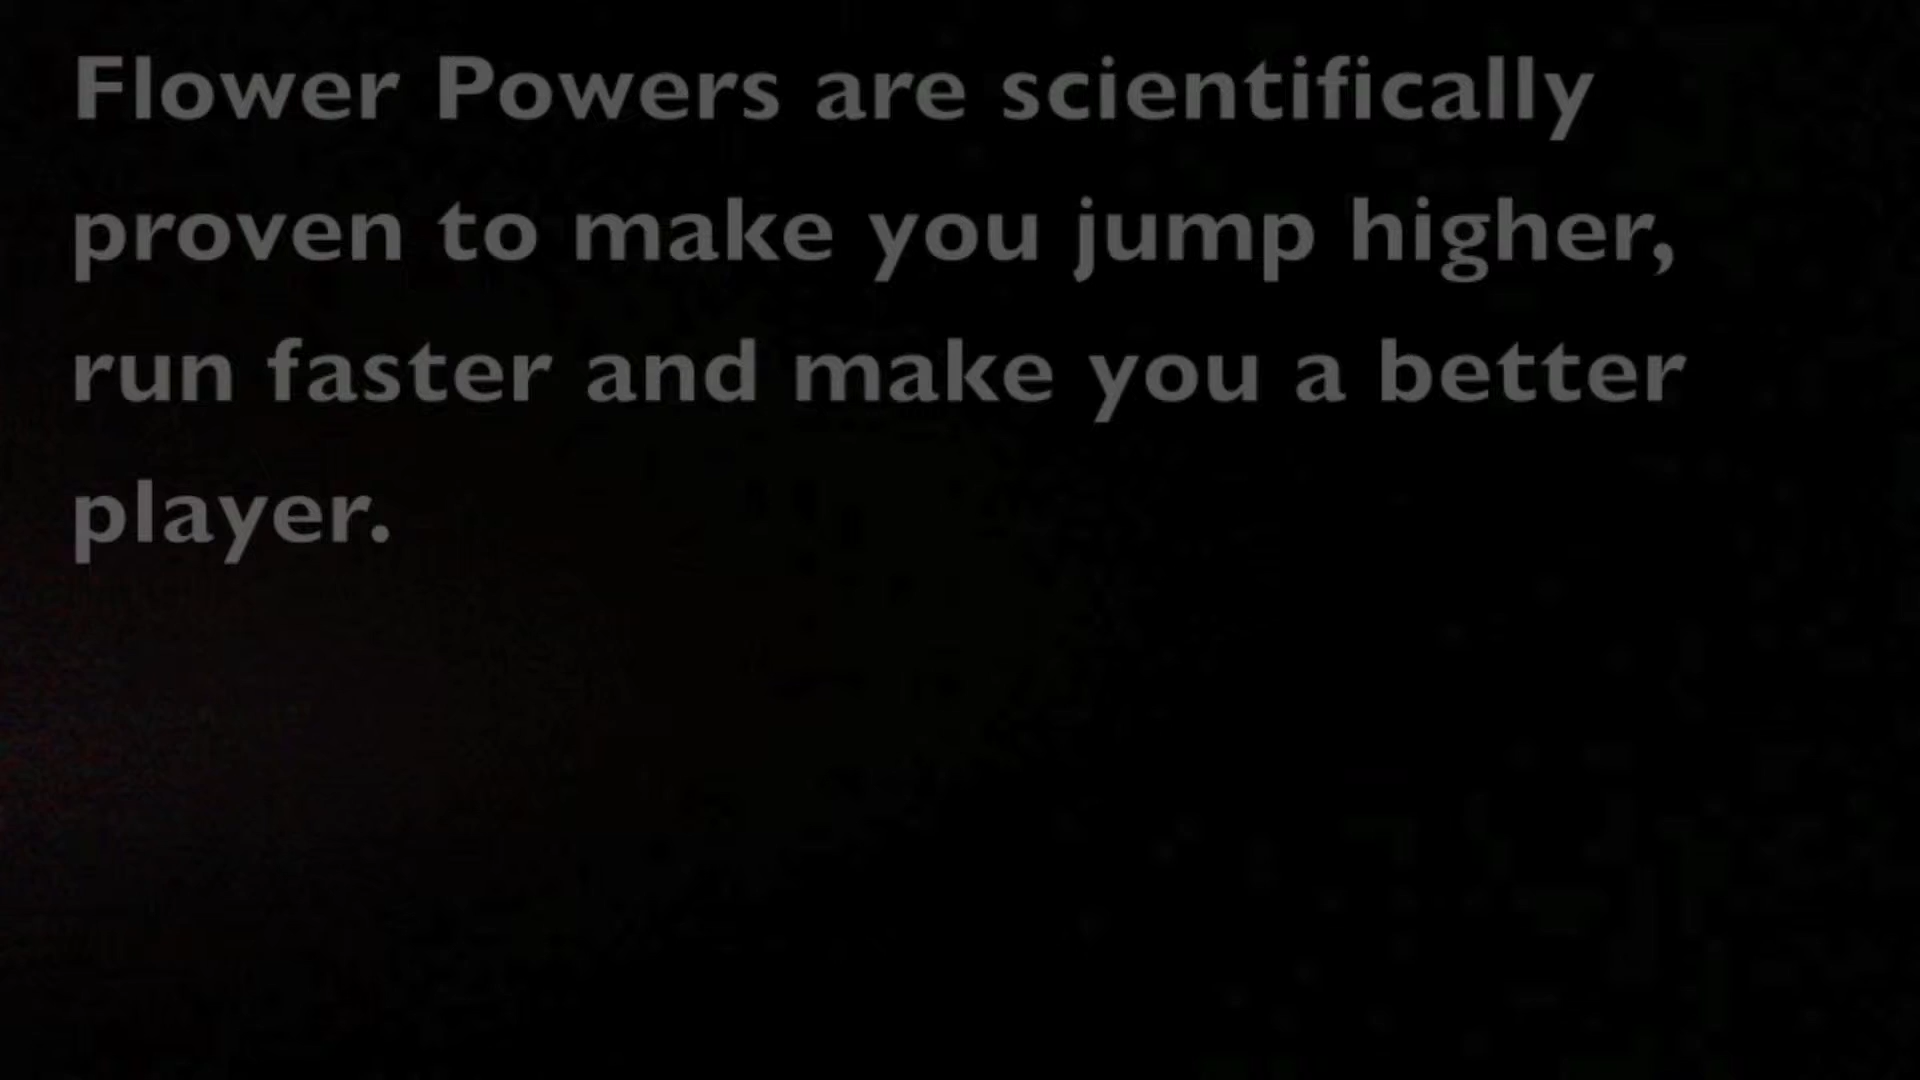 Flower Powers are scientifically
proven to make you jump higher,
run faster and make you a better
player.